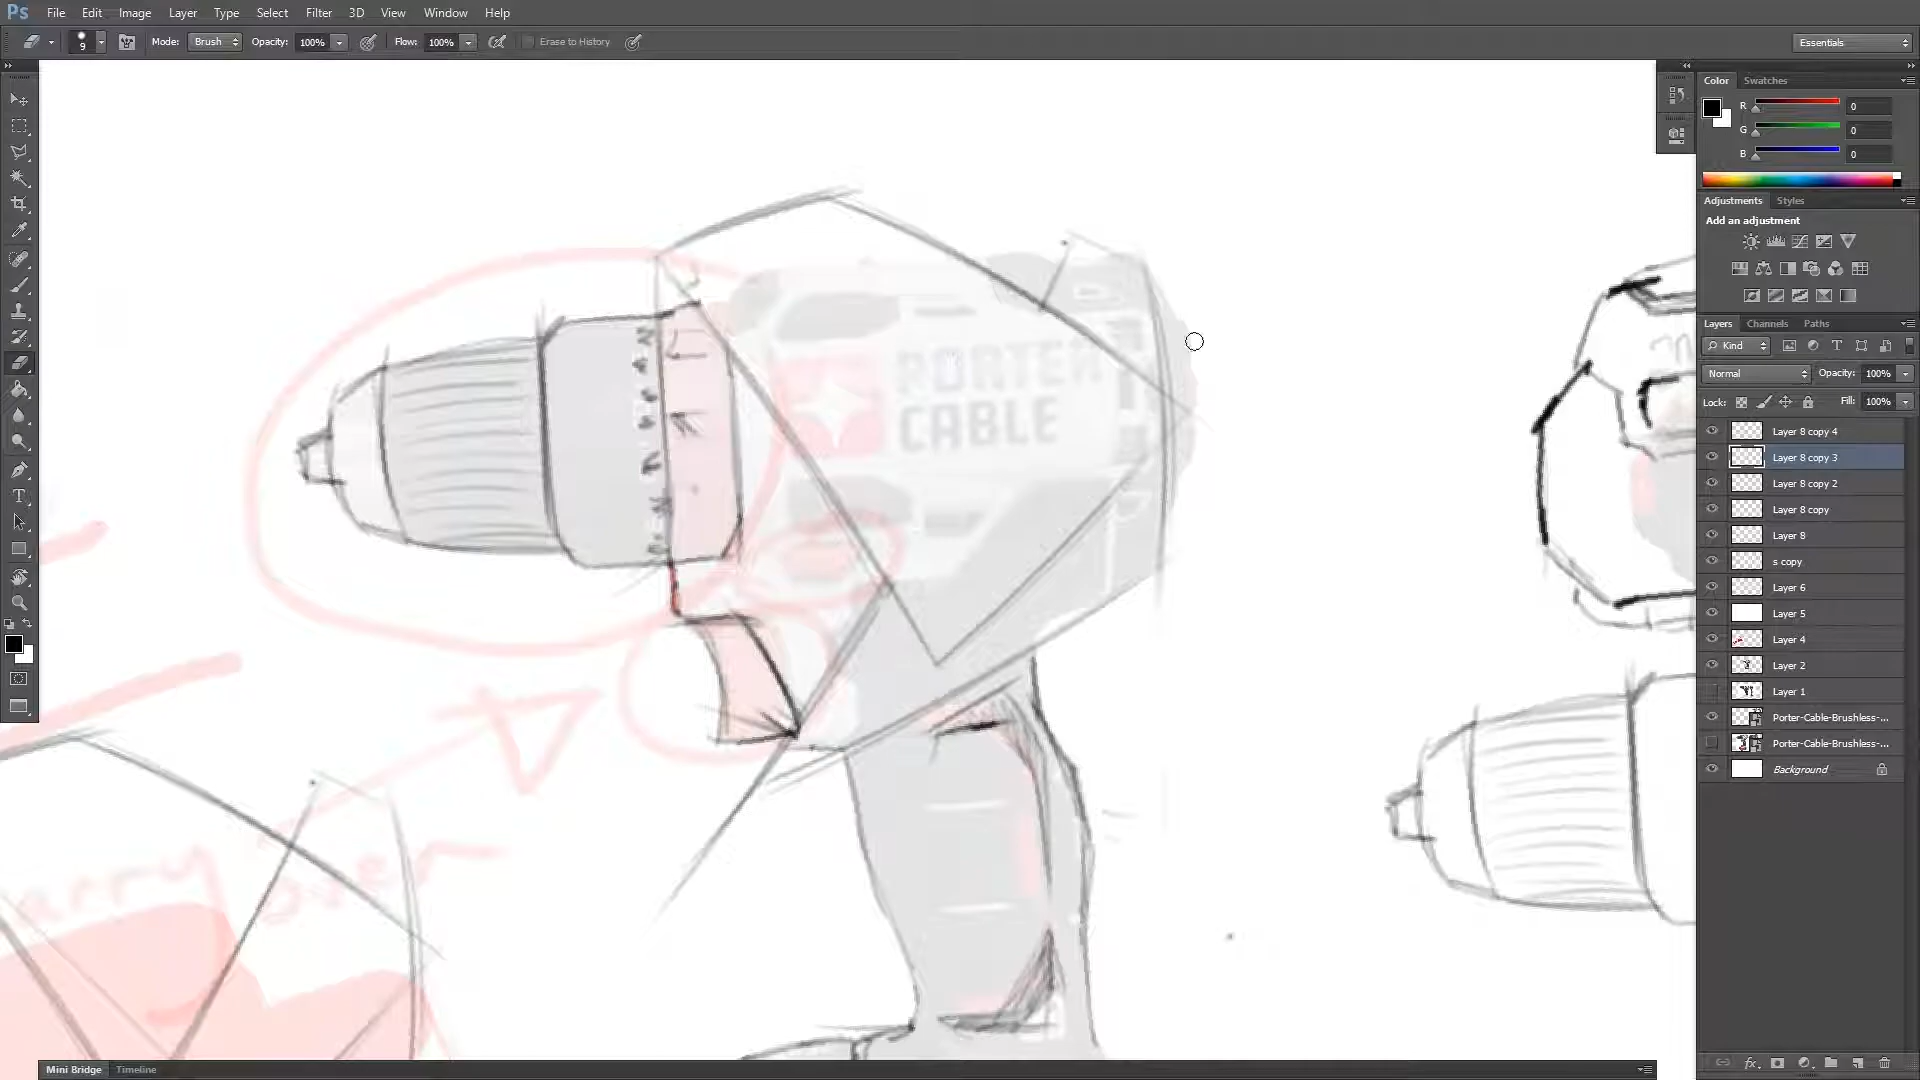 Ps File Edit Image Layer Type Select Filter 3D View Window Help
9 Mode: Brush Opacity: 100% Flow: 100% Erase to History Essentials
Color Swatches
R 0
G 0
B 0
Adjustments Styles
Add an adjustment
Layers Channels Paths
Kind
Normal Opacity: 100%
Lock: Fill: 100%
Layer 8 copy 4
Layer 8 copy 3
Layer 8 copy 2
Layer 8 copy
Layer 8
s copy
Layer 6
Layer 5
Layer 4
Layer 2
Layer 1
Porter-Cable-Brushless-...
Porter-Cable-Brushless-...
Background
PORTER
CABLE
arry over
Mini Bridge Timeline